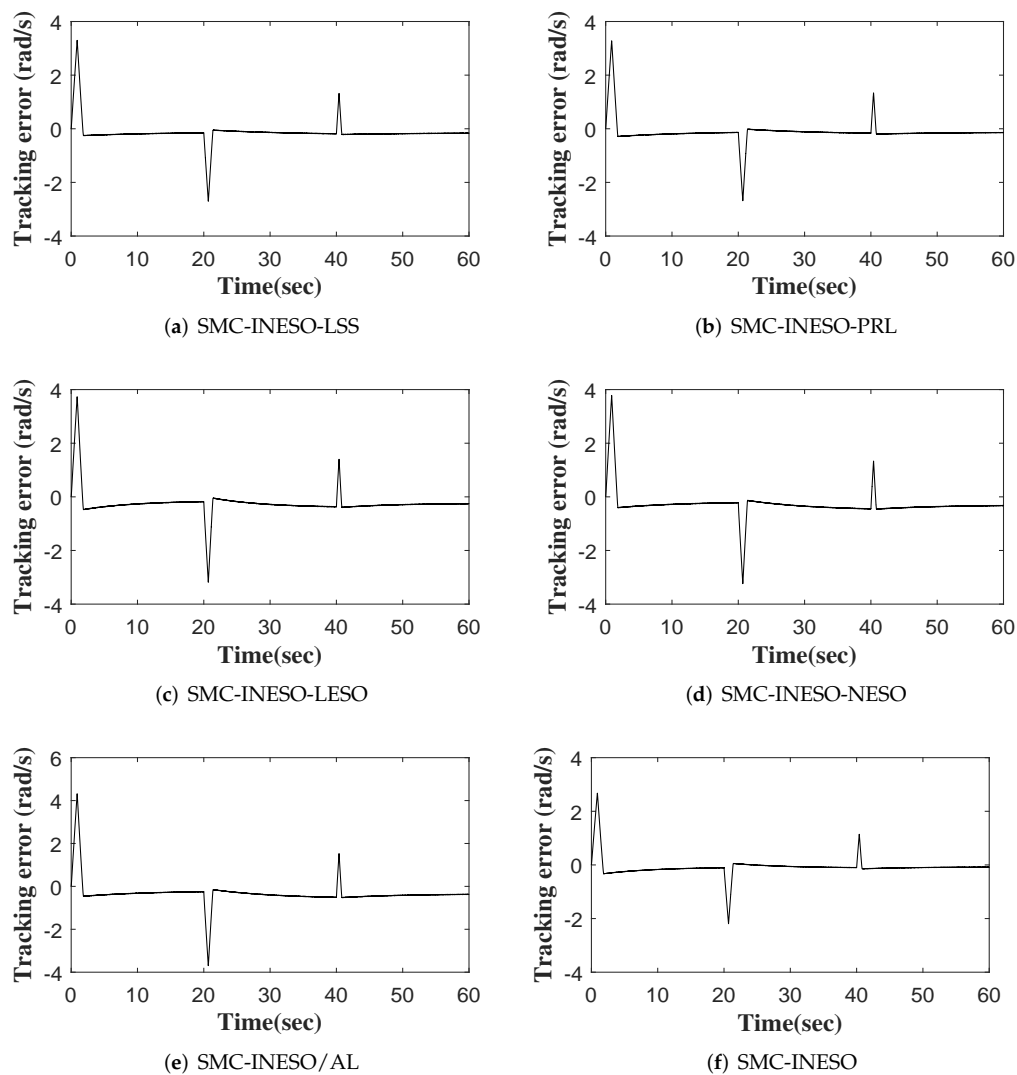 Tracking error (rad/s)
4
2
0
-2
-4
0 10 20 30 40 50 60
Time(sec)
(a) SMC-INESO-LSS
Tracking error (rad/s)
4
2
0
-2
-4
0 10 20 30 40 50 60
Time(sec)
(b) SMC-INESO-PRL
Tracking error (rad/s)
4
2
0
-2
-4
0 10 20 30 40 50 60
Time(sec)
(c) SMC-INESO-LESO
Tracking error (rad/s)
4
2
0
-2
-4
0 10 20 30 40 50 60
Time(sec)
(d) SMC-INESO-NESO
Tracking error (rad/s)
6
4
2
0
-2
-4
0 10 20 30 40 50 60
Time(sec)
(e) SMC-INESO/AL
Tracking error (rad/s)
4
2
0
-2
-4
0 10 20 30 40 50 60
Time(sec)
(f) SMC-INESO